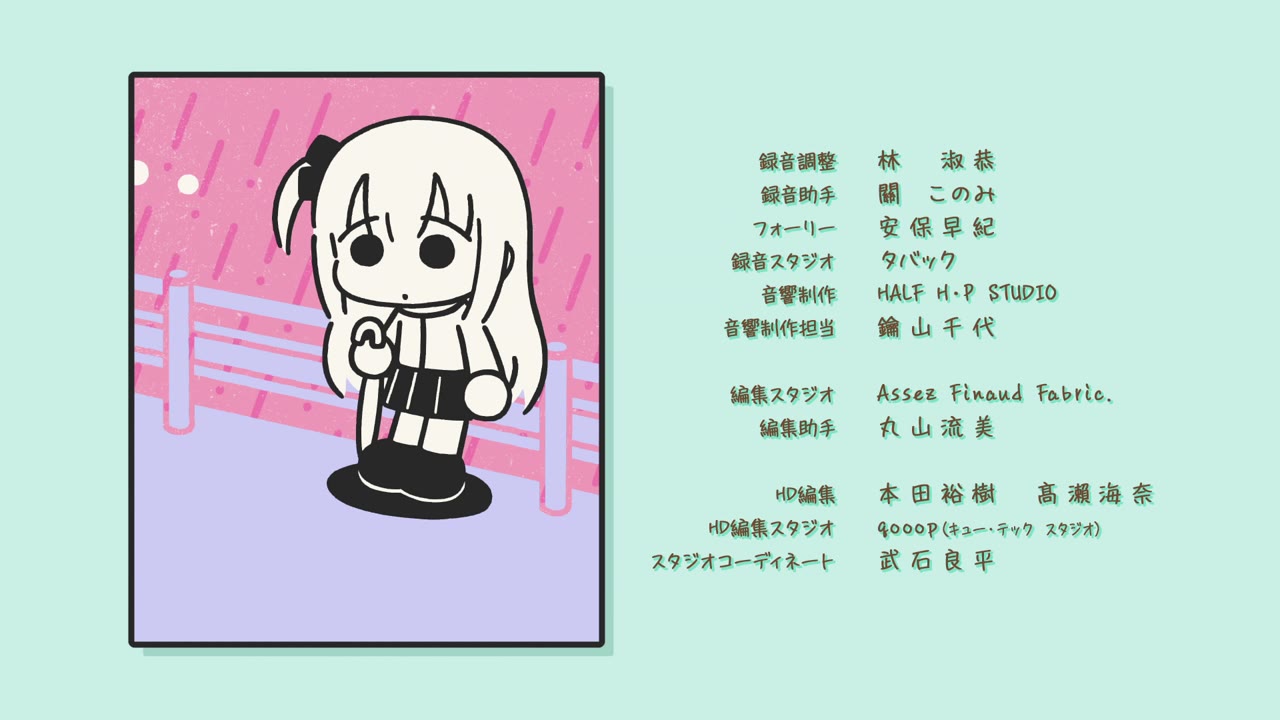 録音調整 林 淑恭
録音助手 關 このみ
フォーリー 安保早紀
録音スタジオ タバック
音響制作 HALF H・P STUDIO
音響制作担当 鑰山千代
編集スタジオ Assez Finaud Fabric.
編集助手 丸山流美
HD編集 本田裕樹 髙瀨海奈
HD編集スタジオ qooop(キュー・テック スタジオ)
スタジオコーディネート 武石良平